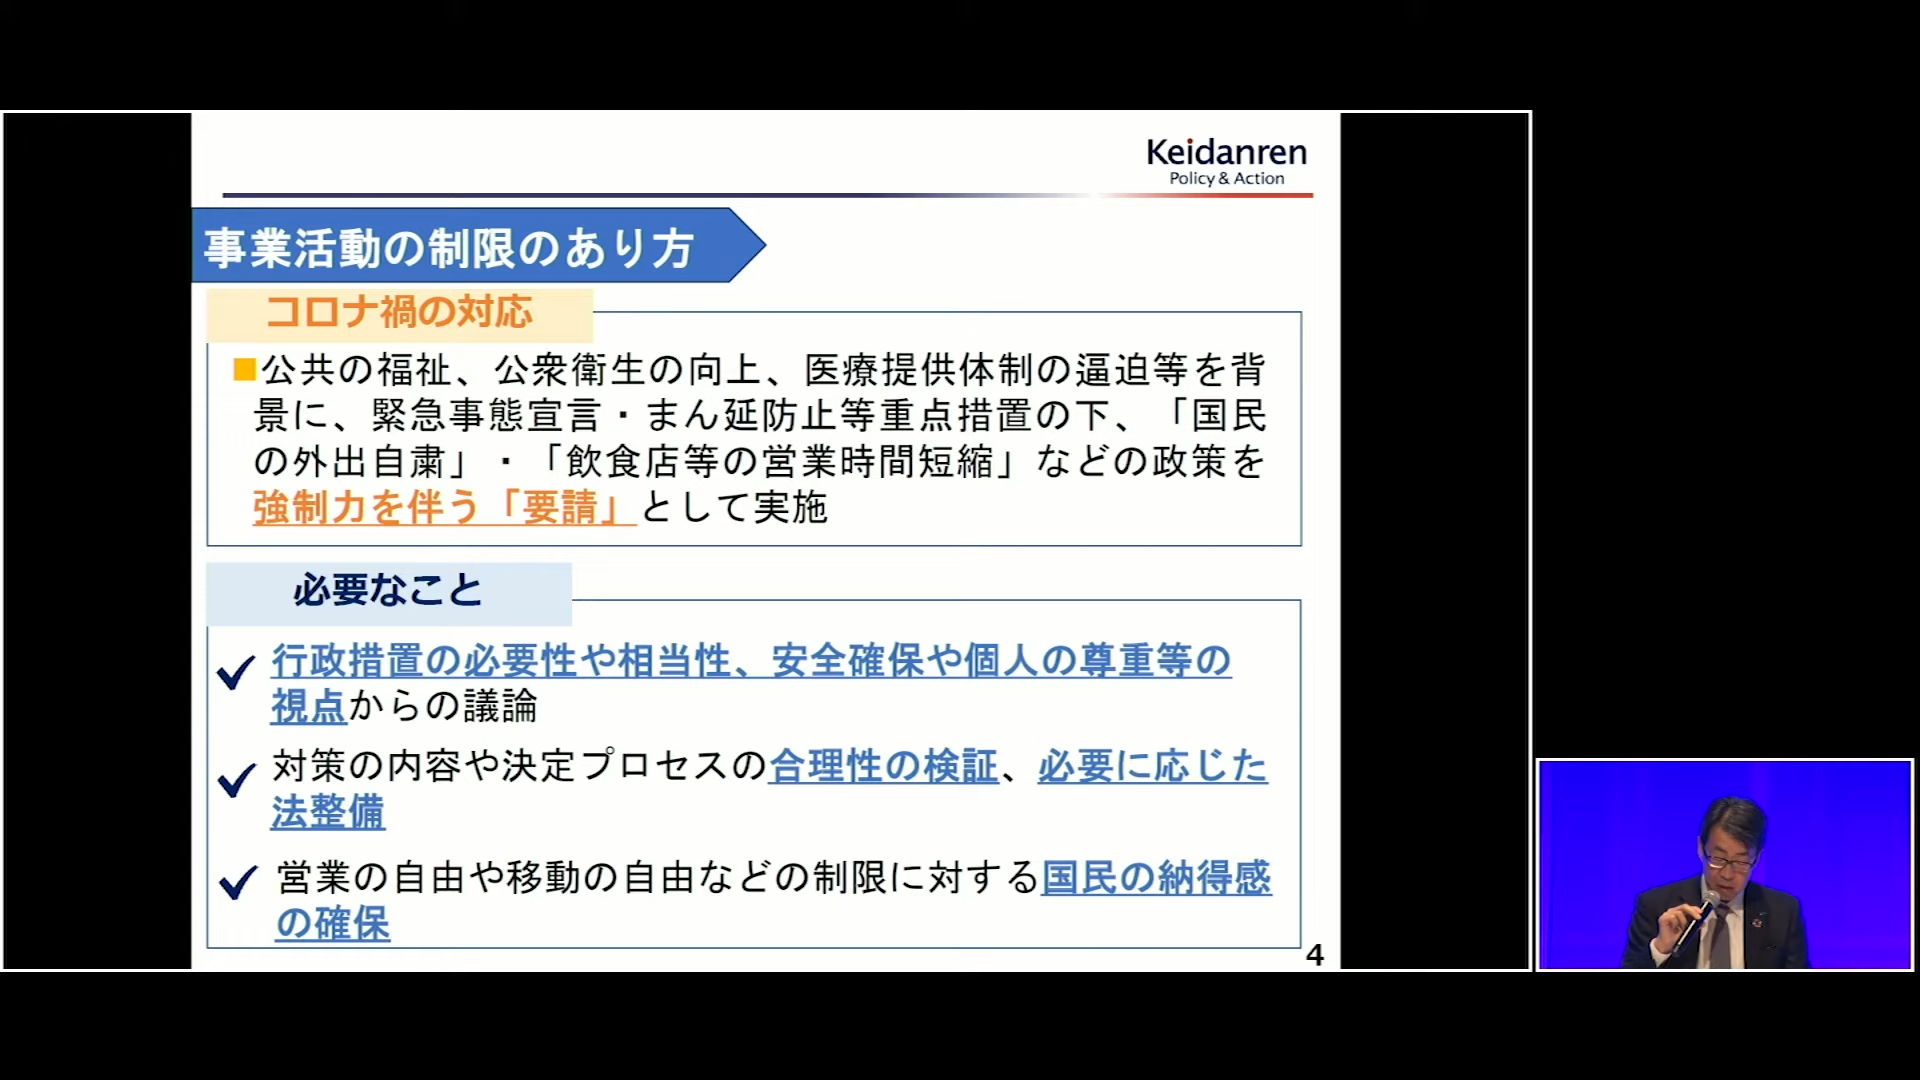 Keidanren
Policy & Action
事業活動の制限のあり方
コロナ禍の対応
■公共の福祉、公衆衛生の向上、医療提供体制の逼迫等を背
景に、緊急事態宣言・まん延防止等重点措置の下、「国民
の外出自粛」・「飲食店等の営業時間短縮」などの政策を
強制力を伴う「要請」として実施
必要なこと
✓ 行政措置の必要性や相当性、安全確保や個人の尊重等の
視点からの議論
✓ 対策の内容や決定プロセスの合理性の検証、必要に応じた
法整備
✓ 営業の自由や移動の自由などの制限に対する国民の納得感
の確保
4